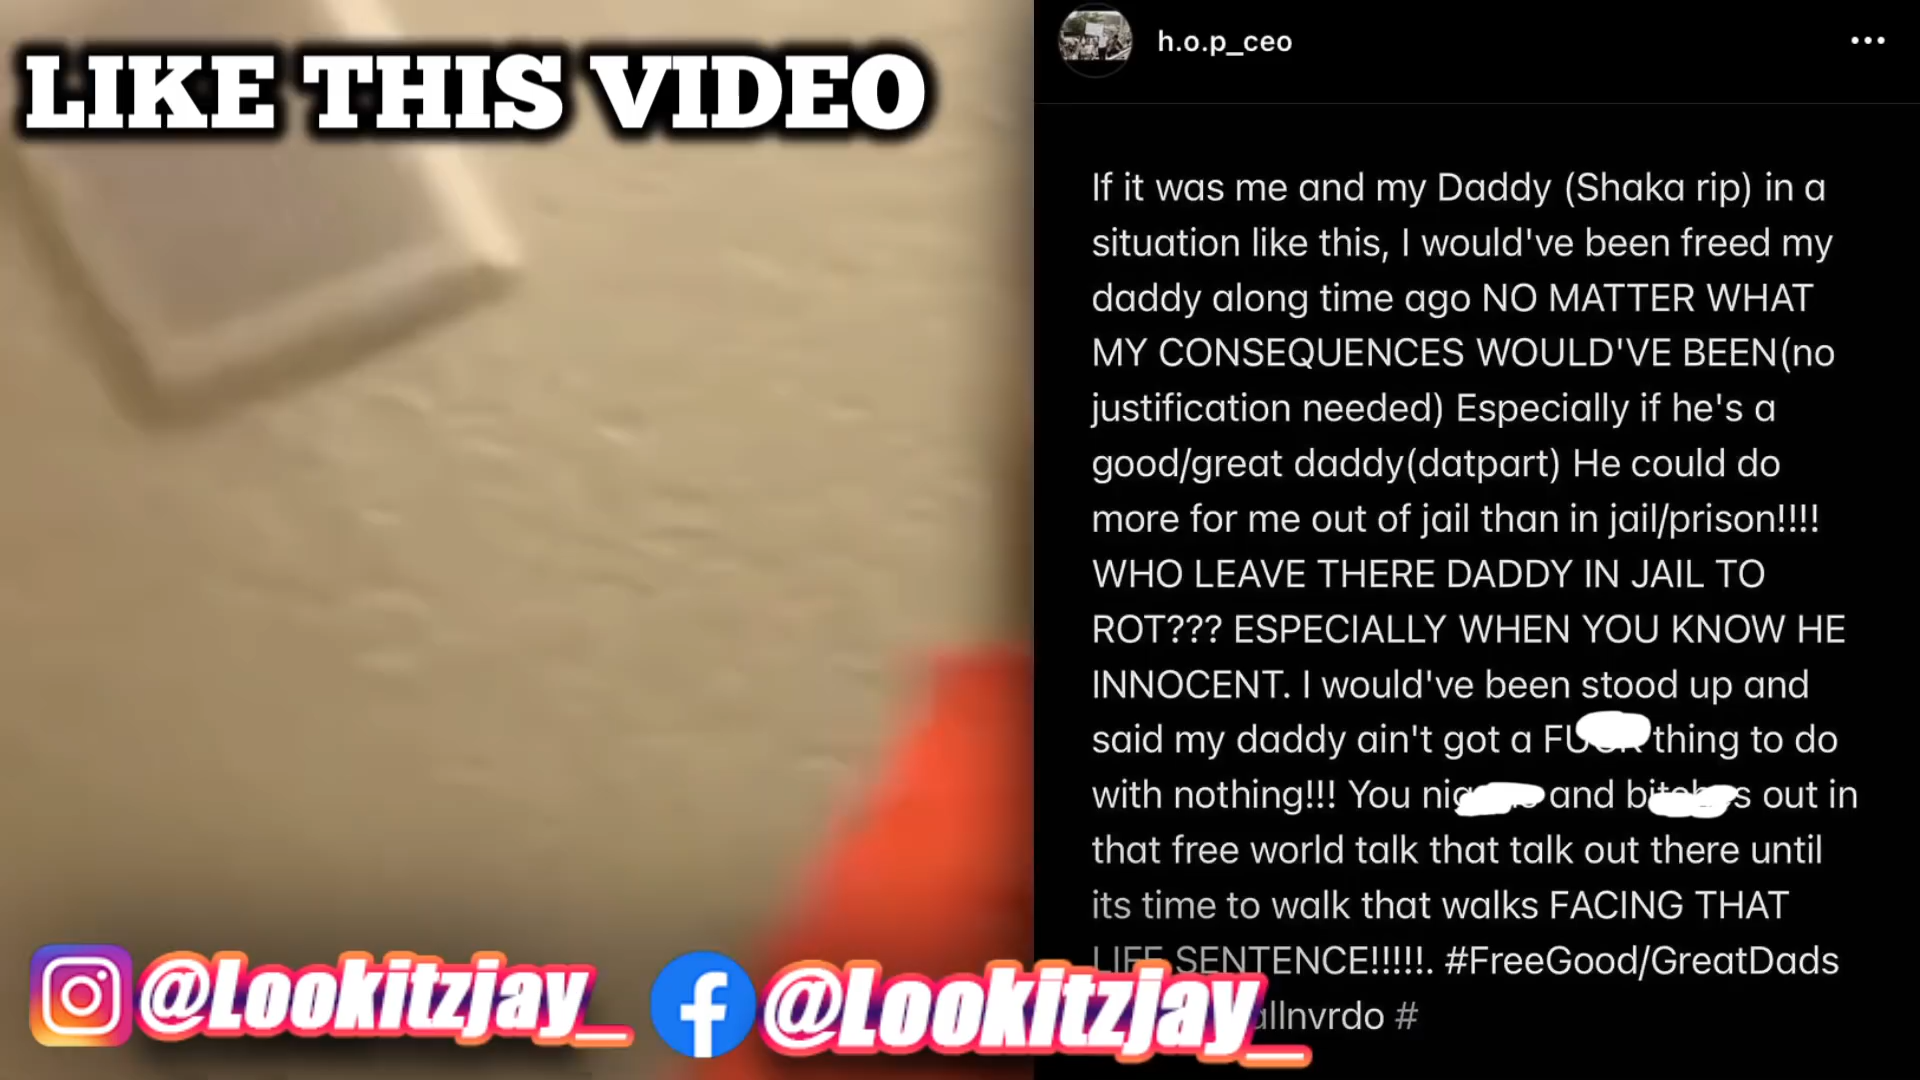 LIKE THIS VIDEO
h.o.p_ceo
If it was me and my Daddy (Shaka rip) in a
situation like this, I would've been freed my
daddy along time ago NO MATTER WHAT
MY CONSEQUENCES WOULD'VE BEEN(no
justification needed) Especially if he's a
good/great daddy(datpart) He could do
more for me out of jail than in jail/prison!!!!
WHO LEAVE THERE DADDY IN JAIL TO
ROT??? ESPECIALLY WHEN YOU KNOW HE
INNOCENT. I would've been stood up and
said my daddy ain't got a thing to do
with nothing!!! You and out in
that free world talk that talk out there until
its time to walk that walks FACING THAT
LIFE SENTENCE!!!!!. #FreeGood/GreatDads
#
@Lookitzjay_ @Lookitzjay_